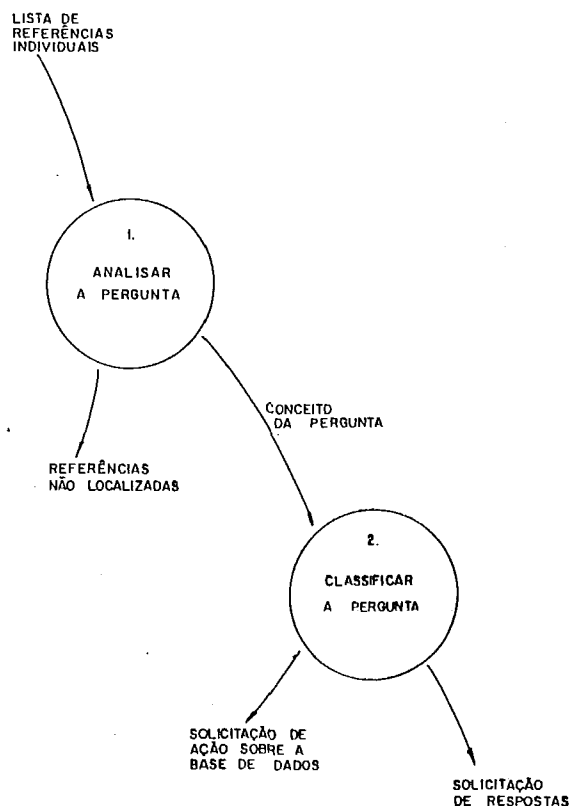 LISTA DE
REFERÊNCIAS
INDIVIDUAIS
1.
ANALISAR
A PERGUNTA
CONCEITO
DA PERGUNTA
REFERÊNCIAS
NÃO LOCALIZADAS
2.
CLASSIFICAR
A PERGUNTA
SOLICITAÇÃO DE
AÇÃO SOBRE A
BASE DE DADOS
SOLICITAÇÃO
DE RESPOSTAS